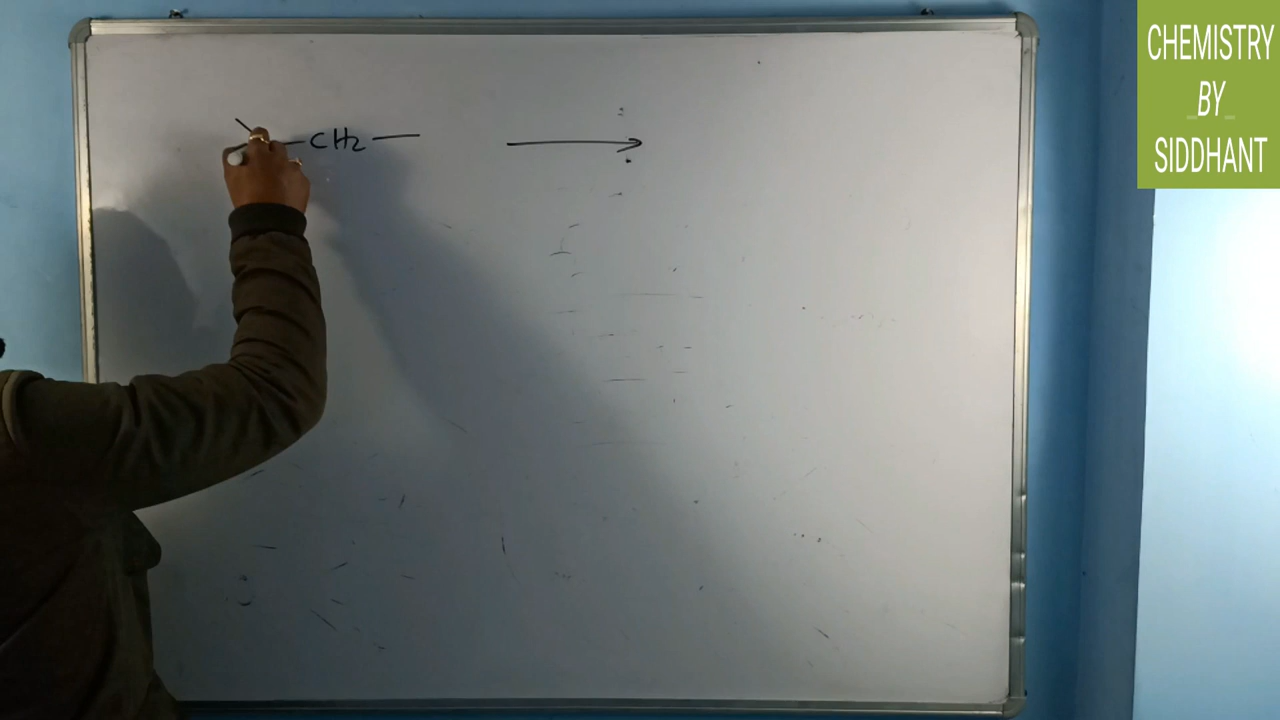 CHEMISTRY
BY
SIDDHANT
— CH₂ — ⟶